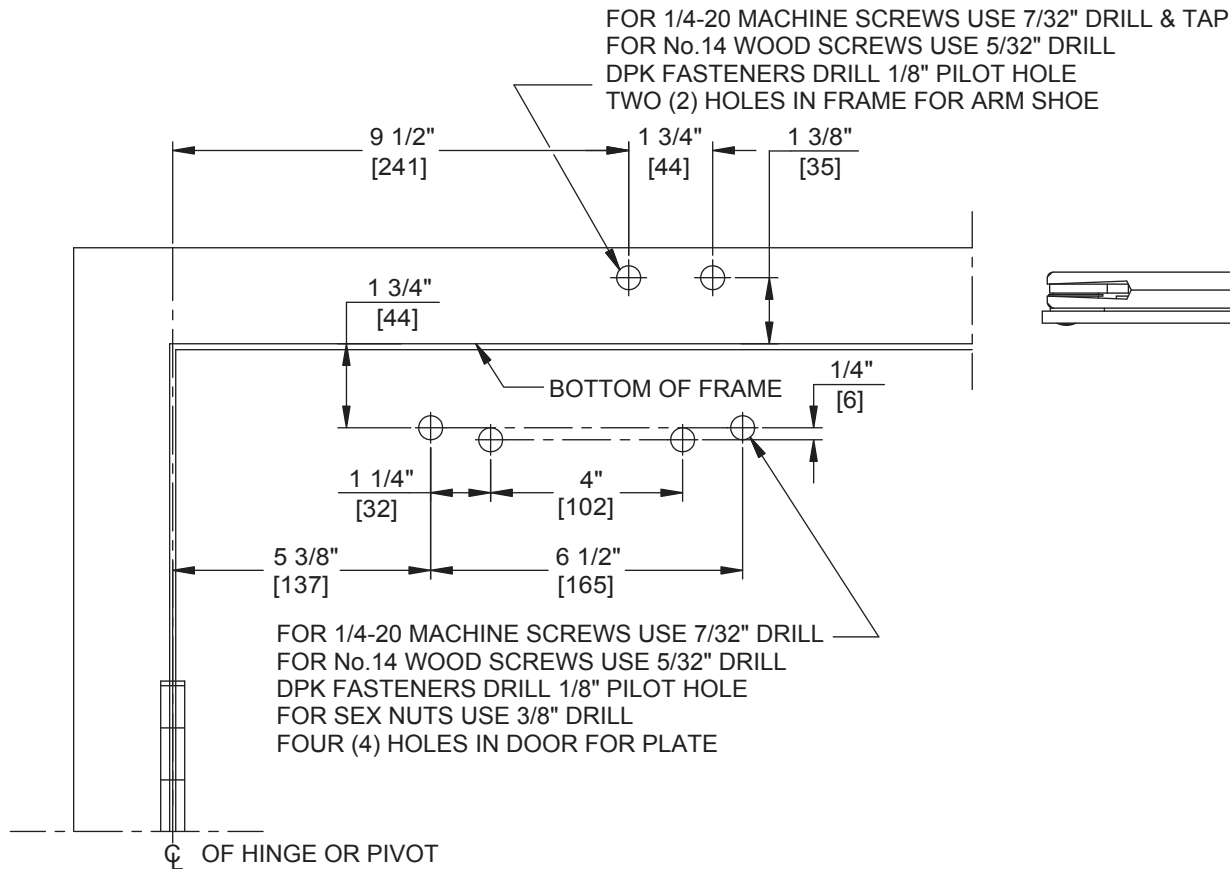 FOR 1/4-20 MACHINE SCREWS USE 7/32" DRILL & TAP
FOR No.14 WOOD SCREWS USE 5/32" DRILL
DPK FASTENERS DRILL 1/8" PILOT HOLE
TWO (2) HOLES IN FRAME FOR ARM SHOE
9 1/2"
[241]
1 3/4"
[44]
1 3/8"
[35]
1 3/4"
[44]
BOTTOM OF FRAME
1/4"
[6]
1 1/4"
[32]
4"
[102]
5 3/8"
[137]
6 1/2"
[165]
FOR 1/4-20 MACHINE SCREWS USE 7/32" DRILL
FOR No.14 WOOD SCREWS USE 5/32" DRILL
DPK FASTENERS DRILL 1/8" PILOT HOLE
FOR SEX NUTS USE 3/8" DRILL
FOUR (4) HOLES IN DOOR FOR PLATE
℄ OF HINGE OR PIVOT